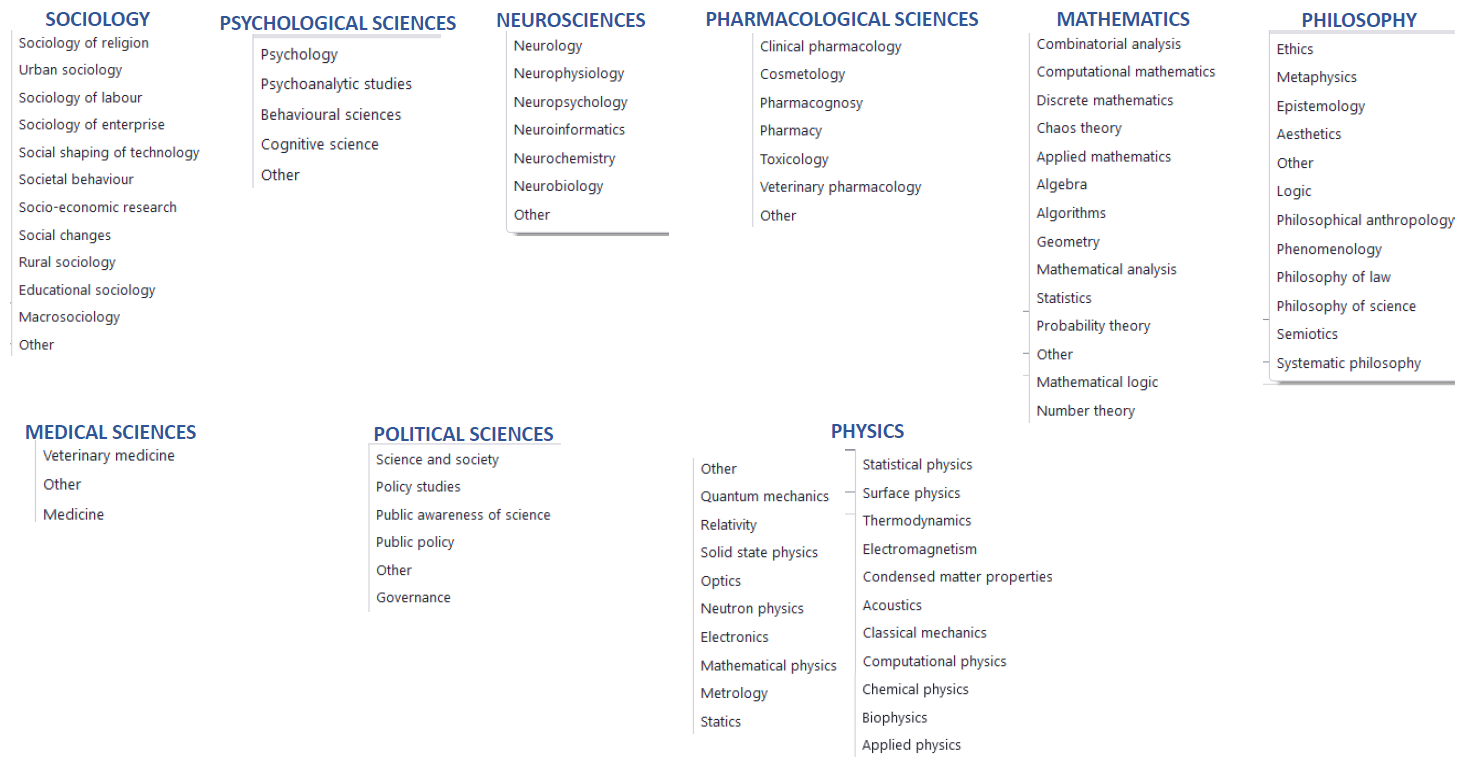 SOCIOLOGY
Sociology of religion
Urban sociology
Sociology of labour
Sociology of enterprise
Social shaping of technology
Societal behaviour
Socio-economic research
Social changes
Rural sociology
Educational sociology
Macrosociology
Other
PSYCHOLOGICAL SCIENCES
Psychology
Psychoanalytic studies
Behavioural sciences
Cognitive science
Other
NEUROSCIENCES
Neurology
Neurophysiology
Neuropsychology
Neuroinformatics
Neurochemistry
Neurobiology
Other
PHARMACOLOGICAL SCIENCES
Clinical pharmacology
Cosmetology
Pharmacognosy
Pharmacy
Toxicology
Veterinary pharmacology
Other
MATHEMATICS
Combinatorial analysis
Computational mathematics
Discrete mathematics
Chaos theory
Applied mathematics
Algebra
Algorithms
Geometry
Mathematical analysis
Statistics
Probability theory
Other
Mathematical logic
Number theory
PHILOSOPHY
Ethics
Metaphysics
Epistemology
Aesthetics
Other
Logic
Philosophical anthropology
Phenomenology
Philosophy of law
Philosophy of science
Semiotics
Systematic philosophy
MEDICAL SCIENCES
Veterinary medicine
Other
Medicine
POLITICAL SCIENCES
Science and society
Policy studies
Public awareness of science
Public policy
Other
Governance
PHYSICS
Other
Quantum mechanics
Relativity
Solid state physics
Optics
Neutron physics
Electronics
Mathematical physics
Metrology
Statics
Statistical physics
Surface physics
Thermodynamics
Electromagnetism
Condensed matter properties
Acoustics
Classical mechanics
Computational physics
Chemical physics
Biophysics
Applied physics